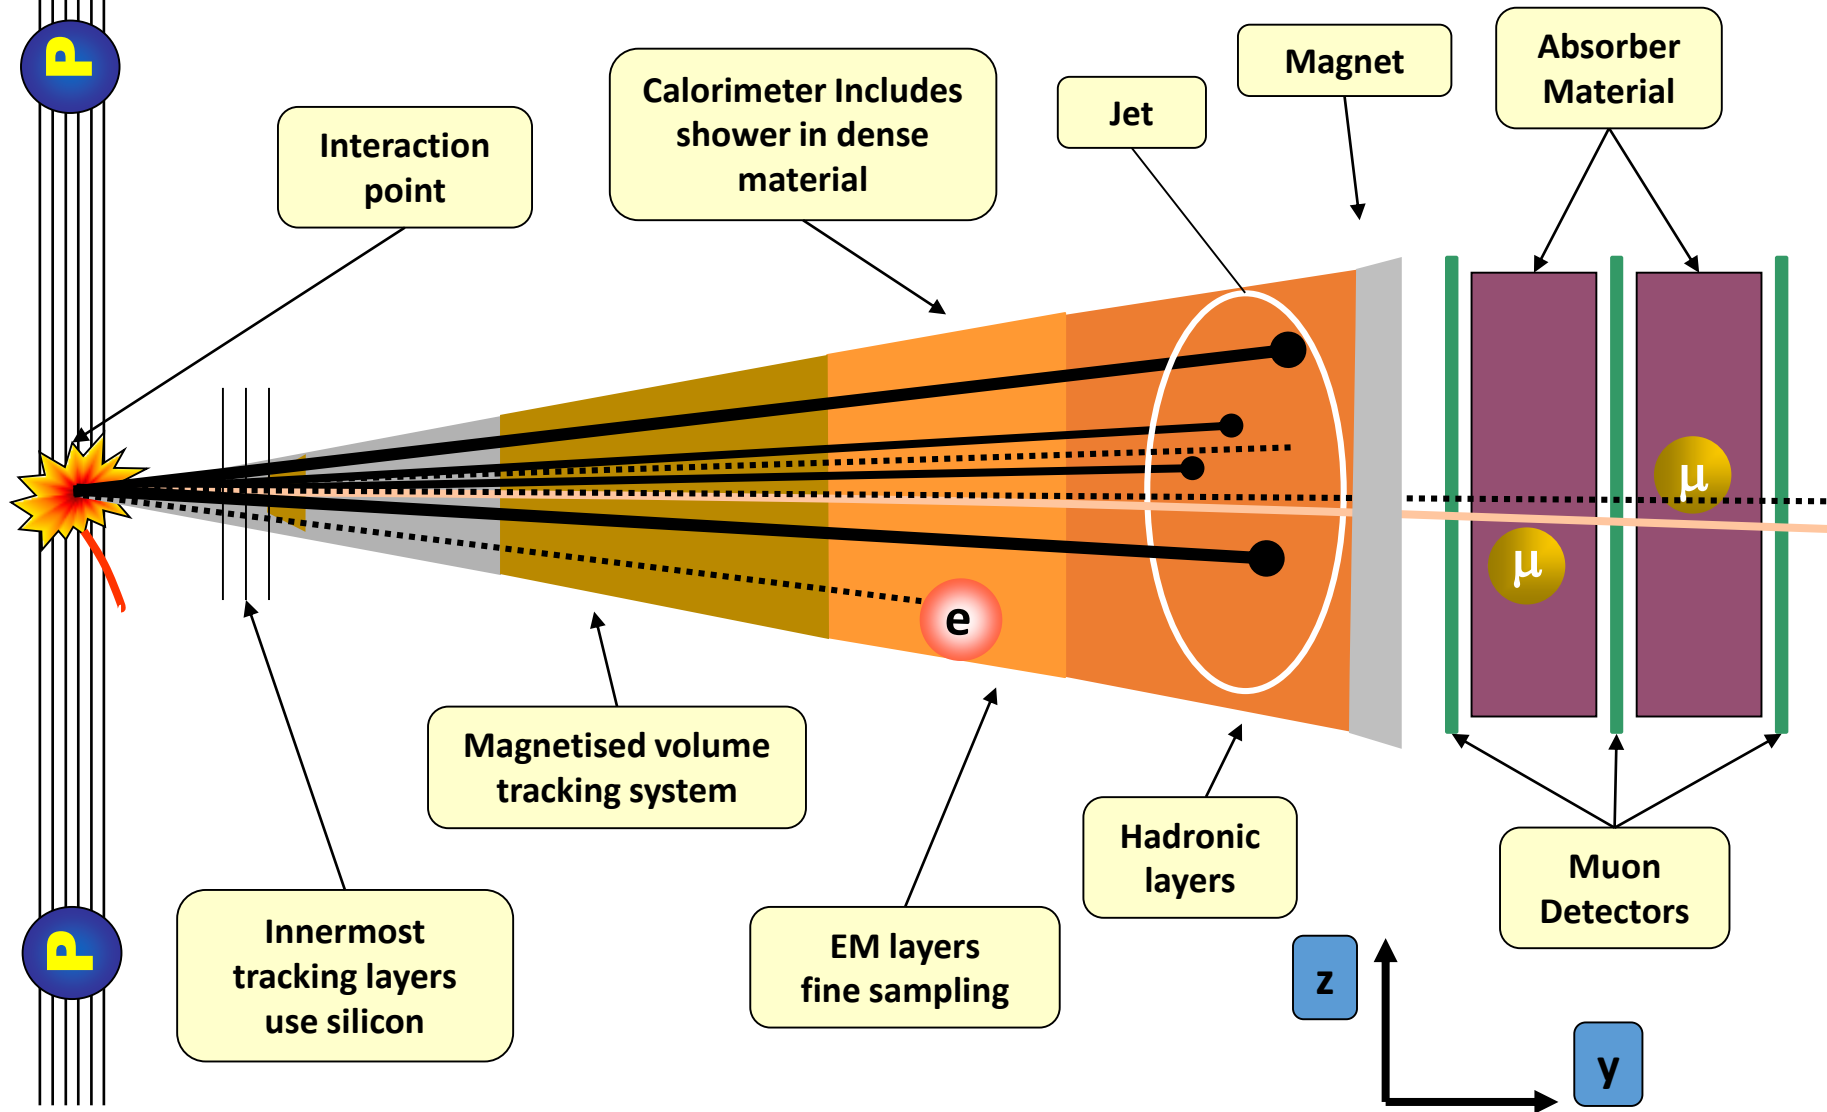 P
Interaction
point
Calorimeter Includes
shower in dense
material
Jet
Magnet
Absorber
Material
μ
μ
e
Magnetised volume
tracking system
Innermost
tracking layers
use silicon
EM layers
fine sampling
Hadronic
layers
Muon
Detectors
P
z
y